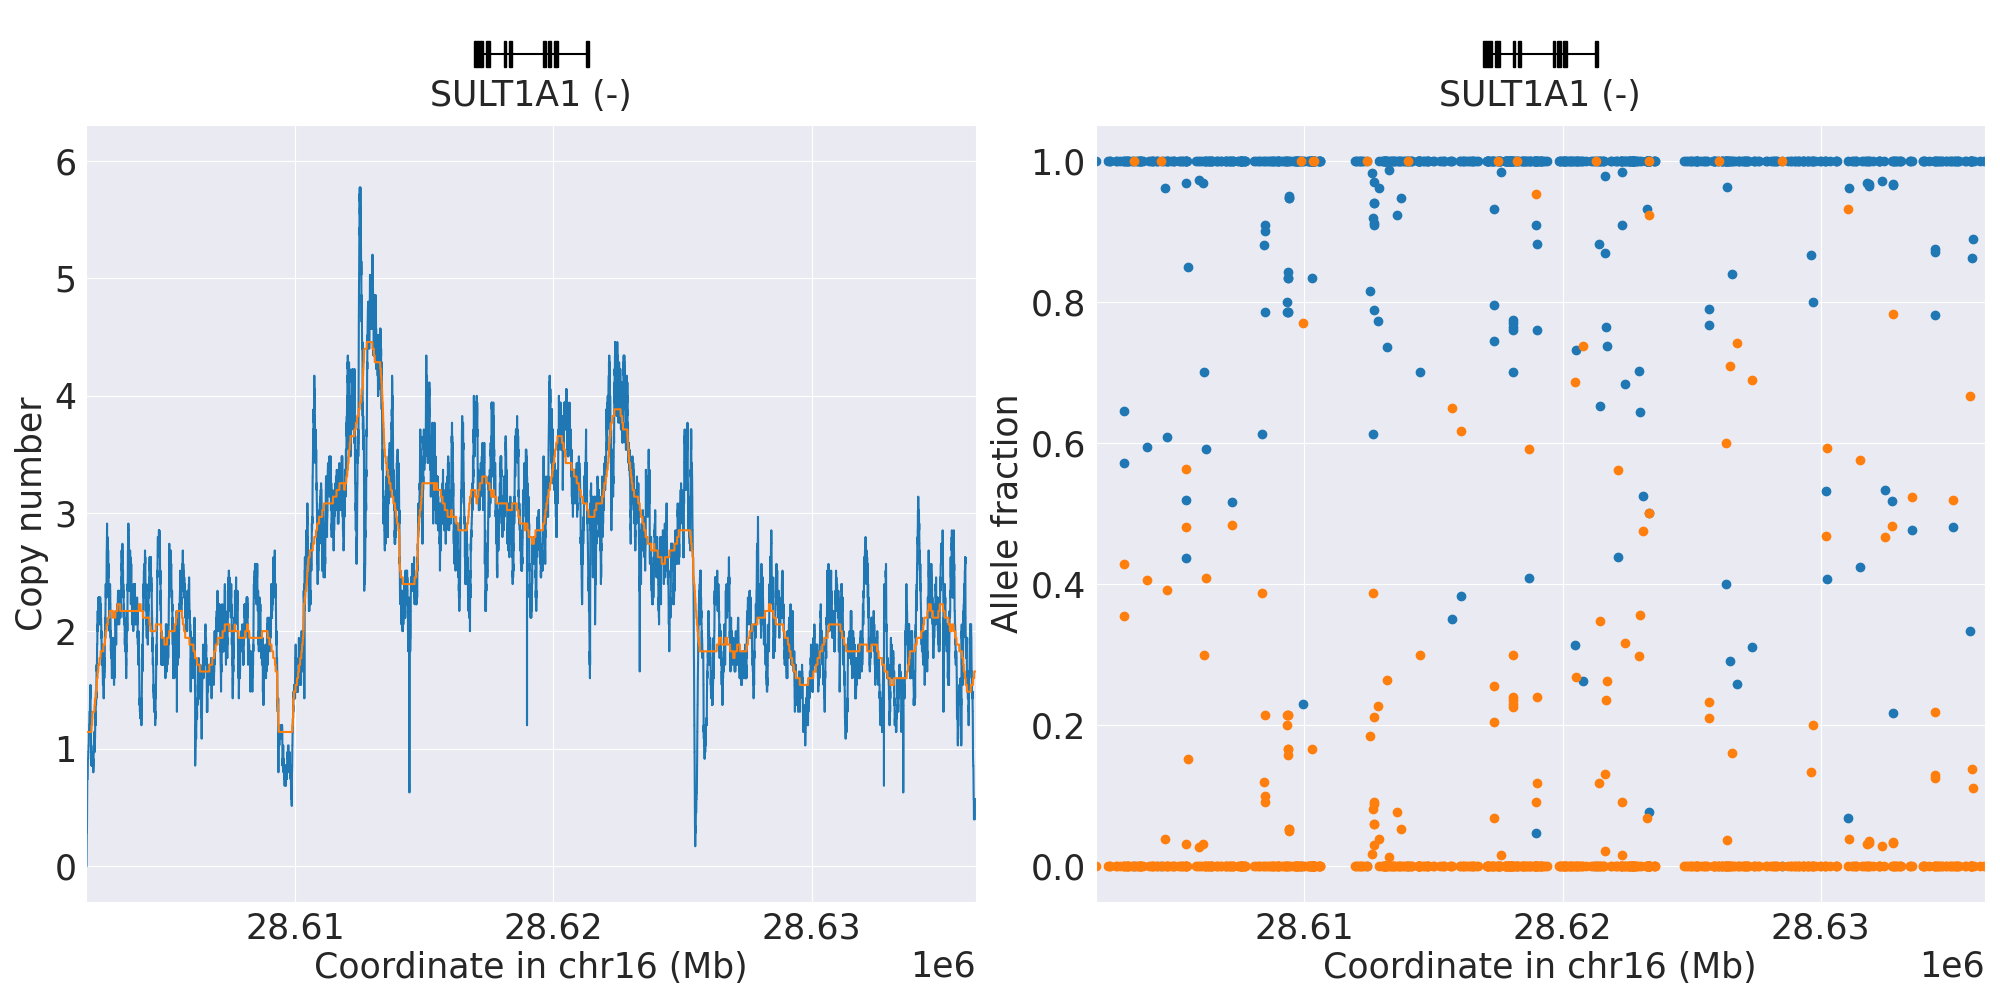 SULT1A1 (-)
Copy number
6
5
4
3
2
1
0
28.61
28.62
28.63
Coordinate in chr16 (Mb)
1e6
SULT1A1 (-)
Allele fraction
1.0
0.8
0.6
0.4
0.2
0.0
28.61
28.62
28.63
Coordinate in chr16 (Mb)
1e6